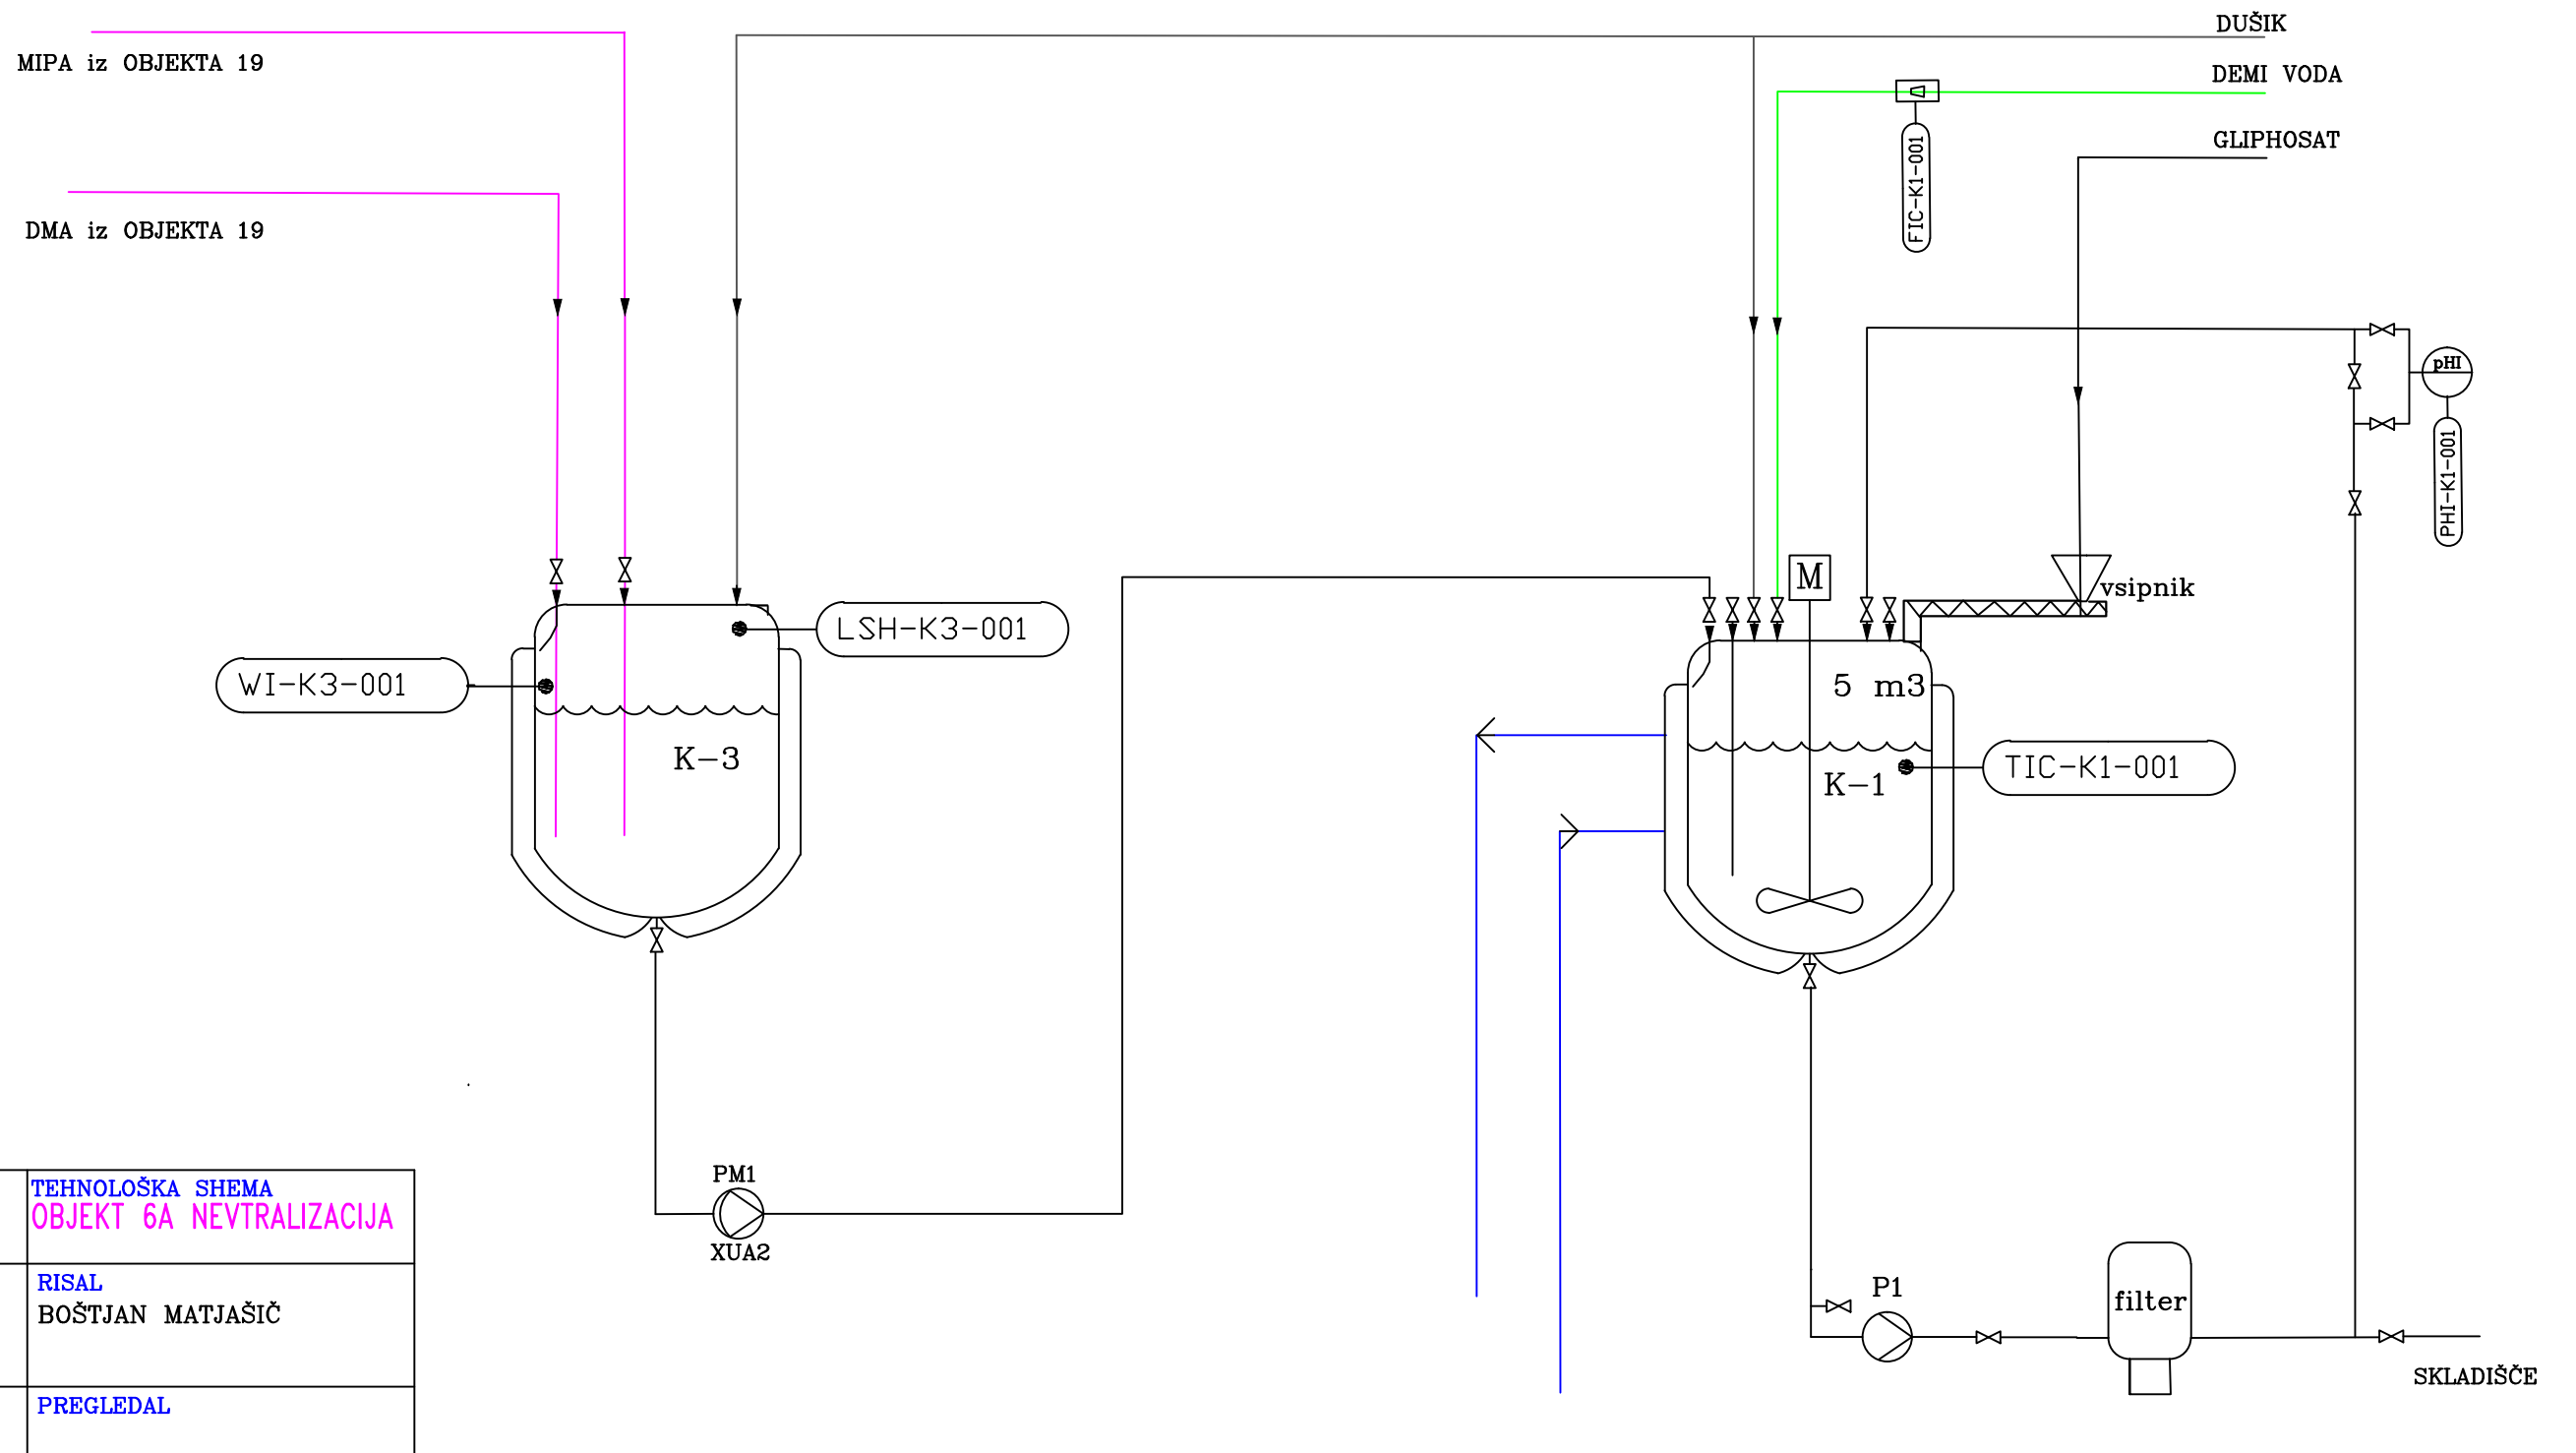 DUŠIK
MIPA iz OBJEKTA 19
DEMI VODA
GLIPHOSAT
FIC-K1-001
DMA iz OBJEKTA 19
pHI
PHI-K1-001
M
vsipnik
LSH-K3-001
WI-K3-001
5 m3
K-3
TIC-K1-001
K-1
PM1
XUA2
P1
filter
SKLADIŠČE
TEHNOLOŠKA SHEMA
OBJEKT 6A NEVTRALIZACIJA
RISAL
BOŠTJAN MATJAŠIČ
PREGLEDAL